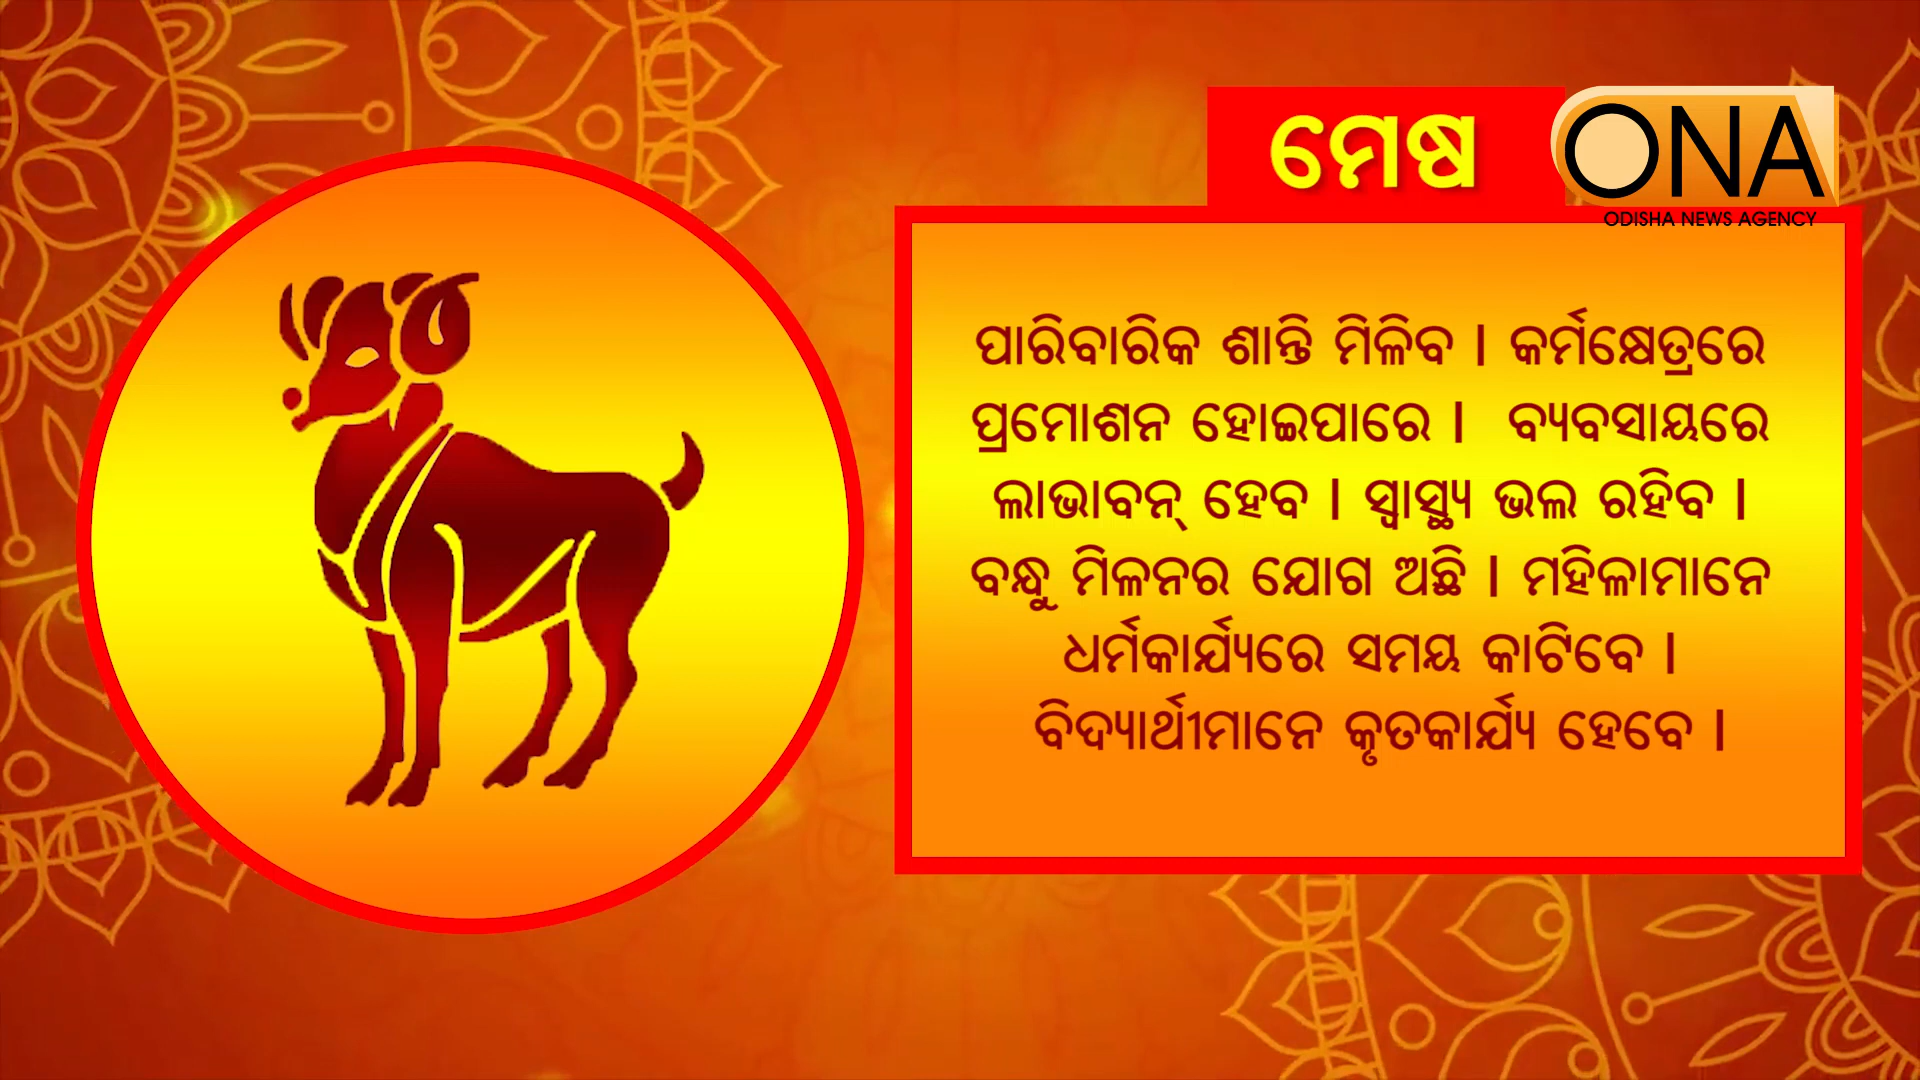 ମେଷ
ONA
ODISHA NEWS AGENCY
ପାରିବାରିକ ଶାନ୍ତି ମିଳିବ । କର୍ମକ୍ଷେତ୍ରରେ
ପ୍ରମୋଶନ ହୋଇପାରେ । ବ୍ୟବସାୟରେ
ଲାଭାବନ୍ ହେବ । ସ୍ୱାସ୍ଥ୍ୟ ଭଲ ରହିବ ।
ବନ୍ଧୁ ମିଳନର ଯୋଗ ଅଛି । ମହିଳାମାନେ
ଧର୍ମକାର୍ଯ୍ୟରେ ସମୟ କାଟିବେ ।
ବିଦ୍ୟାର୍ଥୀମାନେ କୃତକାର୍ଯ୍ୟ ହେବେ ।